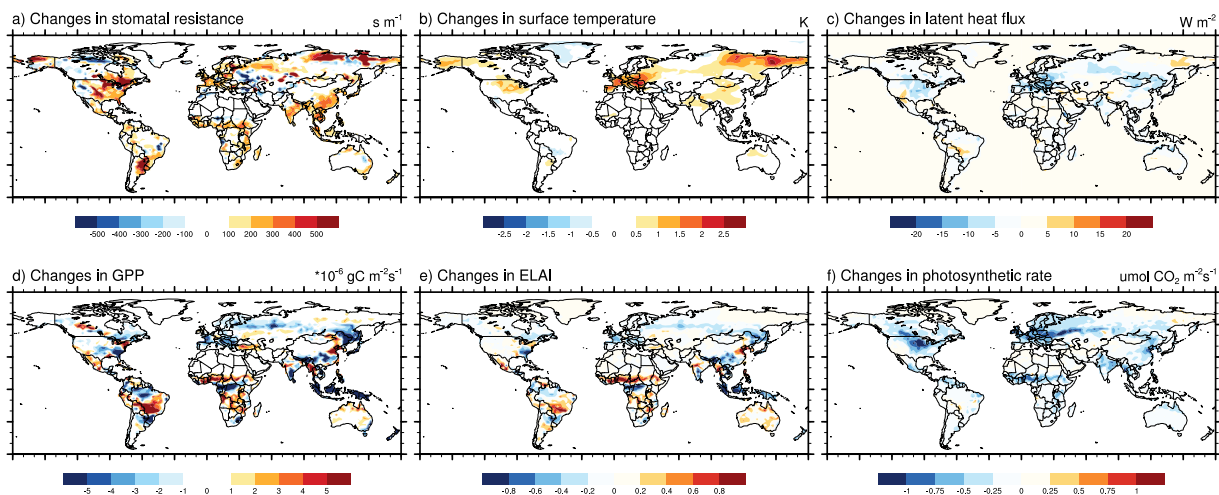 a) Changes in stomatal resistance s m⁻¹
b) Changes in surface temperature K
c) Changes in latent heat flux W m⁻²
-500 -400 -300 -200 -100 0 100 200 300 400 500
-2.5 -2 -1.5 -1 -0.5 0 0.5 1 1.5 2 2.5
-20 -15 -10 -5 0 5 10 15 20
d) Changes in GPP *10⁻⁶ gC m⁻²s⁻¹
e) Changes in ELAI
f) Changes in photosynthetic rate umol CO₂ m⁻²s⁻¹
-5 -4 -3 -2 -1 0 1 2 3 4 5
-0.8 -0.6 -0.4 -0.2 0 0.2 0.4 0.6 0.8
-1 -0.75 -0.5 -0.25 0 0.25 0.5 0.75 1